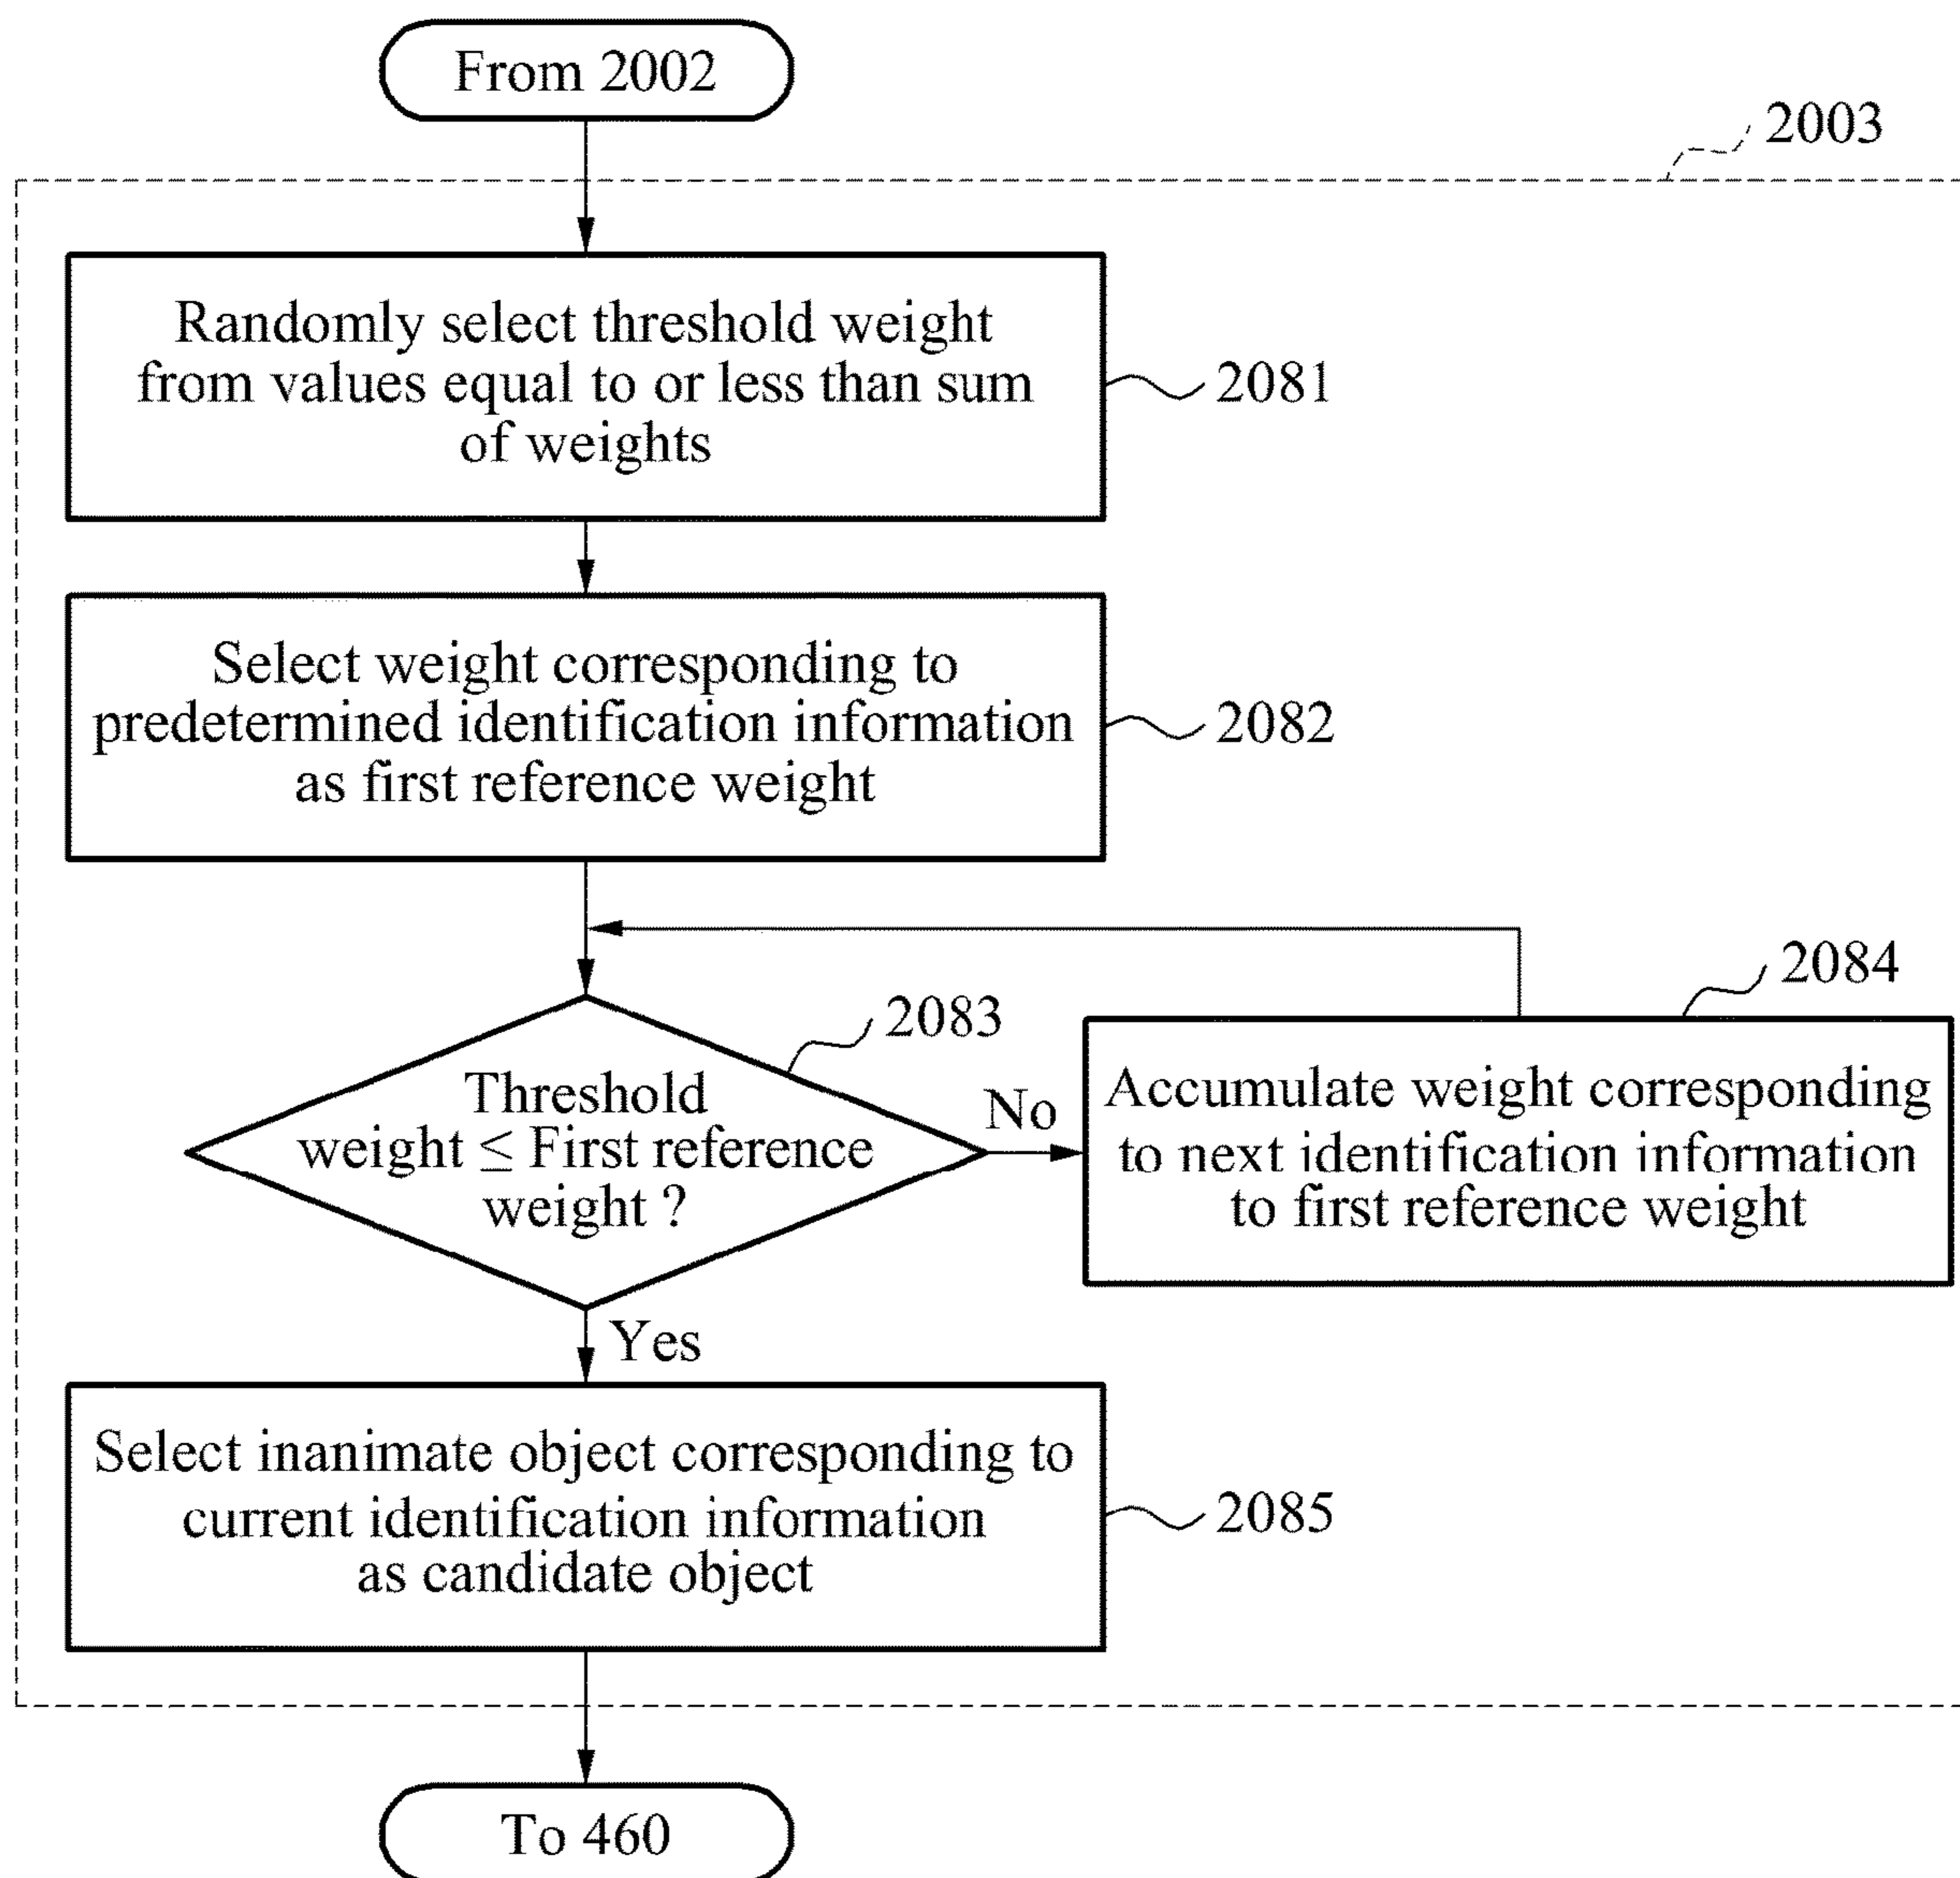 From 2002
2003
Randomly select threshold weight
from values equal to or less than sum
of weights
2081
Select weight corresponding to
predetermined identification information
as first reference weight
2082
2083
Threshold
weight ≤ First reference
weight ?
No
2084
Accumulate weight corresponding
to next identification information
to first reference weight
Yes
Select inanimate object corresponding to
current identification information
as candidate object
2085
To 460